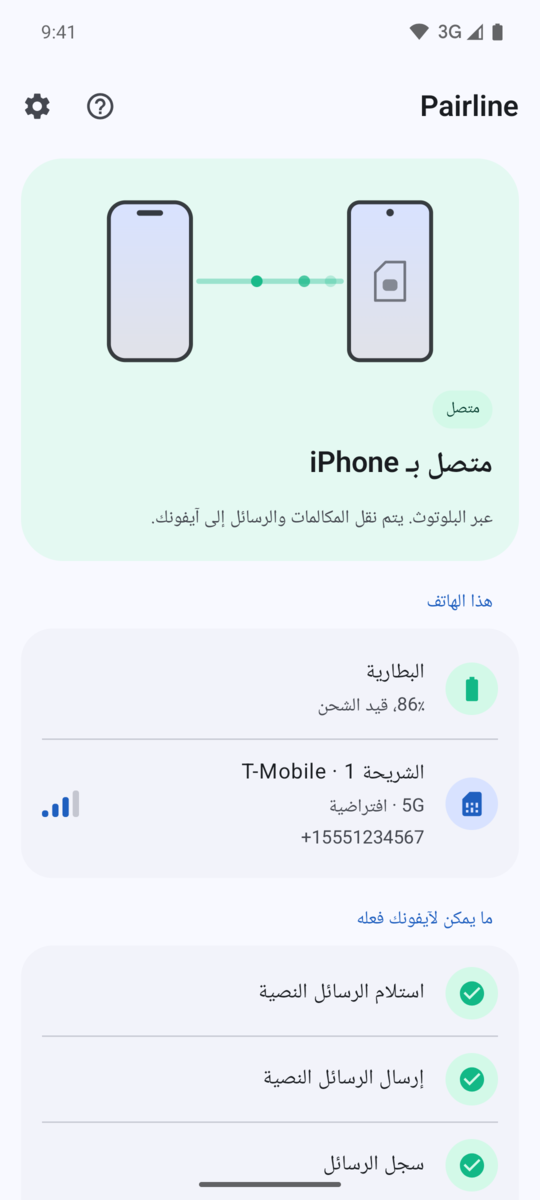 9:41
3G
Pairline
متصل
متصل بـ iPhone
عبر البلوتوث. يتم نقل المكالمات والرسائل إلى آيفونك.
هذا الهاتف
البطارية
86٪، قيد الشحن
الشريحة 1 · T-Mobile
5G · افتراضية
+15551234567
ما يمكن لآيفونك فعله
استلام الرسائل النصية
إرسال الرسائل النصية
سجل الرسائل